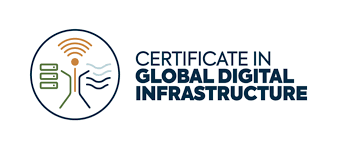 CERTIFICATE IN
GLOBAL DIGITAL
INFRASTRUCTURE